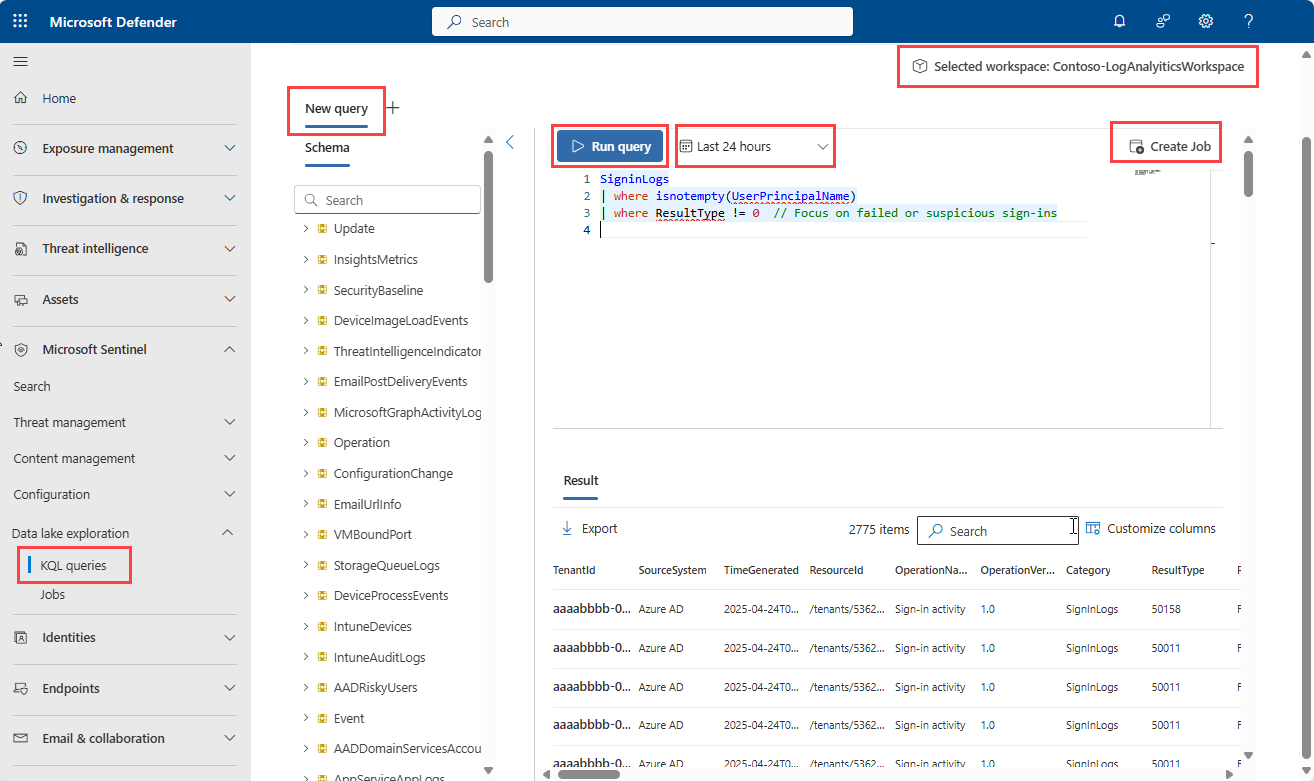 Microsoft Defender
Search
Selected workspace: Contoso-LogAnalyiticsWorkspace
Home
Exposure management
Investigation & response
Threat intelligence
Assets
Microsoft Sentinel
Search
Threat management
Content management
Configuration
Data lake exploration
KQL queries
Jobs
Identities
Endpoints
Email & collaboration
New query
Schema
Search
Update
InsightsMetrics
SecurityBaseline
DeviceImageLoadEvents
ThreatIntelligenceIndicator
EmailPostDeliveryEvents
MicrosoftGraphActivityLog
Operation
ConfigurationChange
EmailUrlInfo
VMBoundPort
StorageQueueLogs
DeviceProcessEvents
IntuneDevices
IntuneAuditLogs
AADRiskyUsers
Event
AADDomainServicesAccou
AppServiceAppLogs
Run query
Last 24 hours
Create Job
1 SigninLogs
2 | where isnotempty(UserPrincipalName)
3 | where ResultType != 0 // Focus on failed or suspicious sign-ins
4
Result
Export
2775 items
Search
Customize columns
TenantId SourceSystem TimeGenerated ResourceId OperationNa... OperationVer... Category ResultType
aaaabbbb-0... Azure AD 2025-04-24T0... /tenants/5362... Sign-in activity 1.0 SignInLogs 50158
aaaabbbb-0... Azure AD 2025-04-24T0... /tenants/5362... Sign-in activity 1.0 SignInLogs 50011
aaaabbbb-0... Azure AD 2025-04-24T0... /tenants/5362... Sign-in activity 1.0 SignInLogs 50011
aaaabbbb-0... Azure AD 2025-04-24T0... /tenants/5362... Sign-in activity 1.0 SignInLogs 50011
aaaabbbb-0... Azure AD 2025-04-24T0... /tenants/5362... Sign-in activity 1.0 SignInLogs 50011